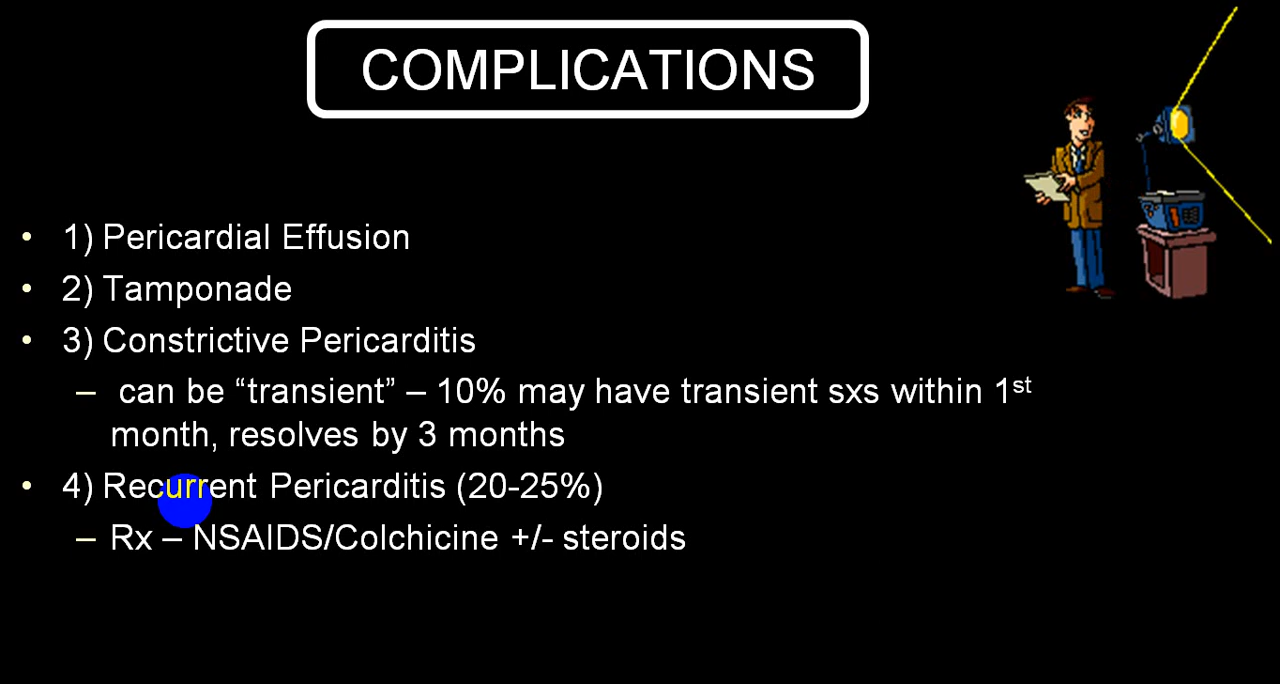 COMPLICATIONS
• 1) Pericardial Effusion
• 2) Tamponade
• 3) Constrictive Pericarditis
– can be “transient” – 10% may have transient sxs within 1st
month, resolves by 3 months
• 4) Recurrent Pericarditis (20-25%)
– Rx – NSAIDS/Colchicine +/- steroids